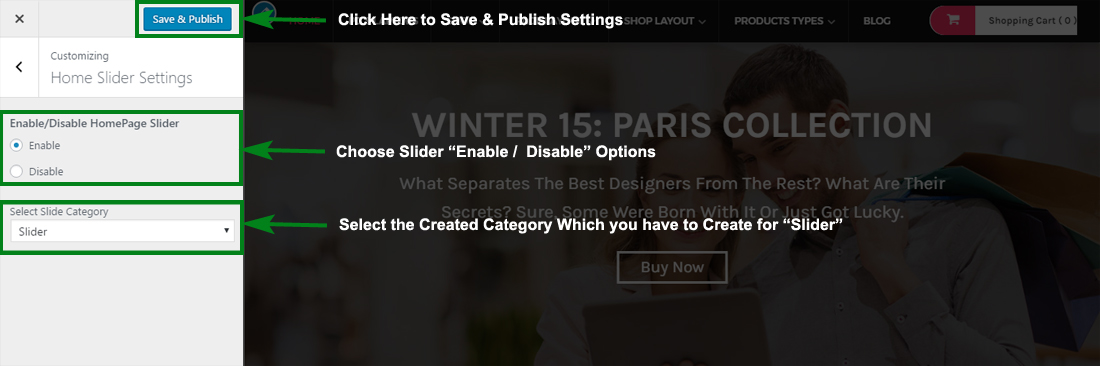 Save & Publish
Click Here to Save & Publish Settings
SHOP LAYOUT
PRODUCTS TYPES
BLOG
Shopping Cart ( 0 )
Customizing
Home Slider Settings
Enable/Disable HomePage Slider
Enable
Disable
Choose Slider “Enable / Disable” Options
WINTER 15: PARIS COLLECTION
What Separates The Best Designers From The Rest? What Are Their
Secrets? Sure, Some Were Born With It Or Just Got Lucky.
Select Slide Category
Slider
Select the Created Category Which you have to Create for “Slider”
Buy Now